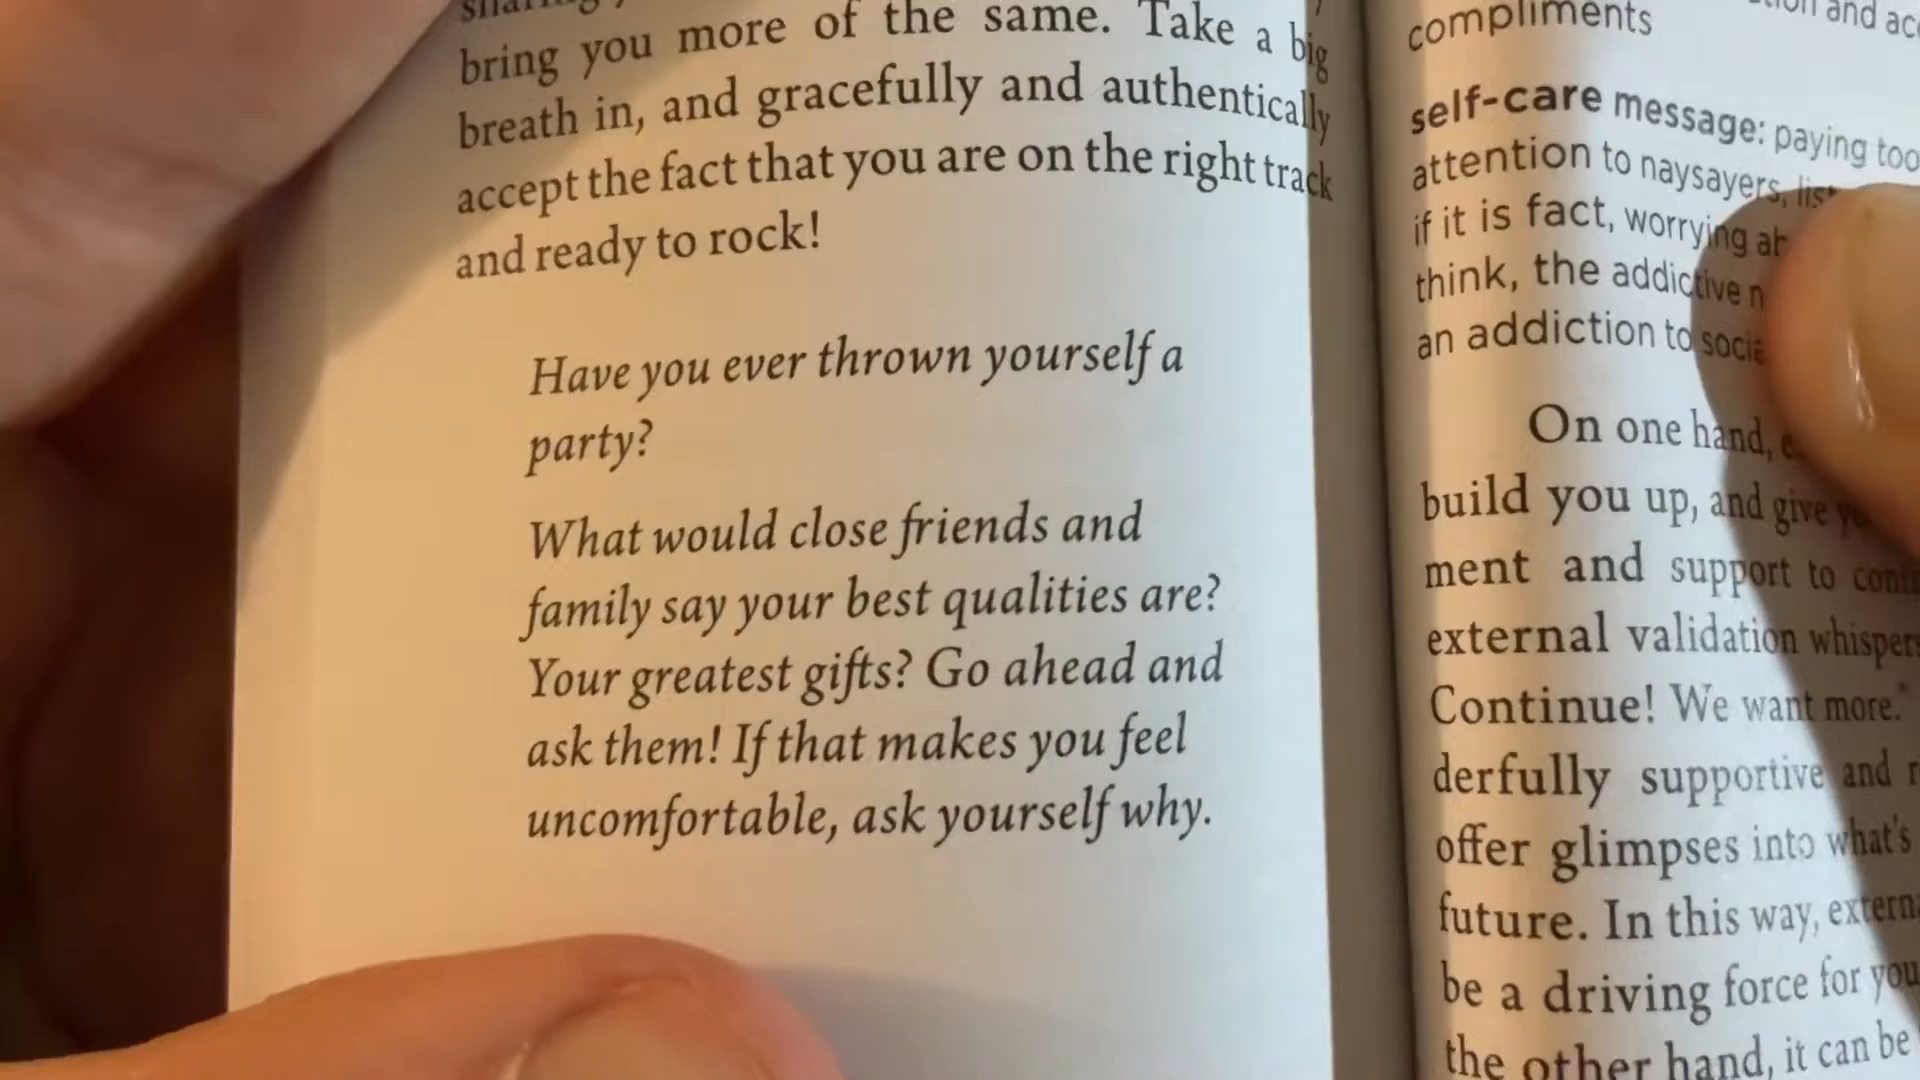 bring you more of the same. Take a big
breath in, and gracefully and authentically
accept the fact that you are on the right track
and ready to rock!
Have you ever thrown yourself a
party?
What would close friends and
family say your best qualities are?
Your greatest gifts? Go ahead and
ask them! If that makes you feel
uncomfortable, ask yourself why.
and
compliments
self-care message: paying too
attention to naysayers,
if it is fact, worrying
think, the addictive
an addiction to
On one hand,
build you up, and give
ment and support to
external validation whispers
Continue! We want more."
derfully supportive and
offer glimpses into what's
future. In this way,
be a driving force for you
the other hand, it can be